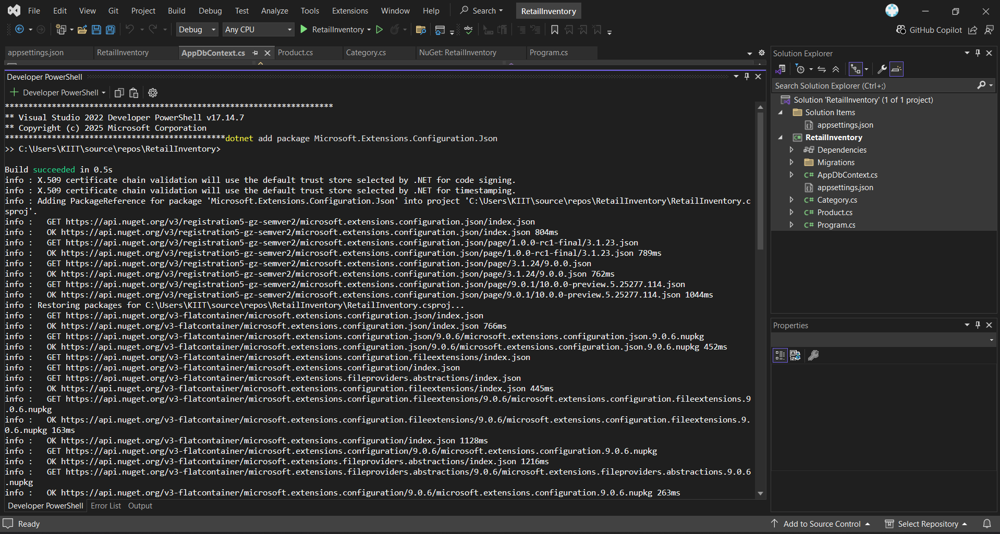 File Edit View Git Project Build Debug Test Analyze Tools Extensions Window Help Search RetailInventory
Debug Any CPU RetailInventory GitHub Copilot
appsettings.json RetailInventory AppDbContext.cs Product.cs Category.cs NuGet: RetailInventory Program.cs
Developer PowerShell
Developer PowerShell
**********************************************************************
** Visual Studio 2022 Developer PowerShell v17.14.7
** Copyright (c) 2025 Microsoft Corporation
***********************************************dotnet add package Microsoft.Extensions.Configuration.Json
>> C:\Users\KIIT\source\repos\RetailInventory>
Build succeeded in 0.5s
info : X.509 certificate chain validation will use the default trust store selected by .NET for code signing.
info : X.509 certificate chain validation will use the default trust store selected by .NET for timestamping.
info : Adding PackageReference for package 'Microsoft.Extensions.Configuration.Json' into project 'C:\Users\KIIT\source\repos\RetailInventory\RetailInventory.c
sproj'.
info :   GET https://api.nuget.org/v3/registration5-gz-semver2/microsoft.extensions.configuration.json/index.json
info :   OK https://api.nuget.org/v3/registration5-gz-semver2/microsoft.extensions.configuration.json/index.json 804ms
info :   GET https://api.nuget.org/v3/registration5-gz-semver2/microsoft.extensions.configuration.json/page/1.0.0-rc1-final/3.1.23.json
info :   OK https://api.nuget.org/v3/registration5-gz-semver2/microsoft.extensions.configuration.json/page/1.0.0-rc1-final/3.1.23.json 789ms
info :   GET https://api.nuget.org/v3/registration5-gz-semver2/microsoft.extensions.configuration.json/page/3.1.24/9.0.0.json
info :   OK https://api.nuget.org/v3/registration5-gz-semver2/microsoft.extensions.configuration.json/page/3.1.24/9.0.0.json 762ms
info :   GET https://api.nuget.org/v3/registration5-gz-semver2/microsoft.extensions.configuration.json/page/9.0.1/10.0.0-preview.5.25277.114.json
info :   OK https://api.nuget.org/v3/registration5-gz-semver2/microsoft.extensions.configuration.json/page/9.0.1/10.0.0-preview.5.25277.114.json 1044ms
info : Restoring packages for C:\Users\KIIT\source\repos\RetailInventory\RetailInventory.csproj...
info :   GET https://api.nuget.org/v3-flatcontainer/microsoft.extensions.configuration.json/index.json
info :   OK https://api.nuget.org/v3-flatcontainer/microsoft.extensions.configuration.json/index.json 766ms
info :   GET https://api.nuget.org/v3-flatcontainer/microsoft.extensions.configuration.json/9.0.6/microsoft.extensions.configuration.json.9.0.6.nupkg
info :   OK https://api.nuget.org/v3-flatcontainer/microsoft.extensions.configuration.json/9.0.6/microsoft.extensions.configuration.json.9.0.6.nupkg 452ms
info :   GET https://api.nuget.org/v3-flatcontainer/microsoft.extensions.configuration.fileextensions/index.json
info :   GET https://api.nuget.org/v3-flatcontainer/microsoft.extensions.configuration/index.json
info :   GET https://api.nuget.org/v3-flatcontainer/microsoft.extensions.fileproviders.abstractions/index.json
info :   OK https://api.nuget.org/v3-flatcontainer/microsoft.extensions.configuration.fileextensions/index.json 445ms
info :   GET https://api.nuget.org/v3-flatcontainer/microsoft.extensions.configuration.fileextensions/9.0.6/microsoft.extensions.configuration.fileextensions.9
.0.6.nupkg
info :   OK https://api.nuget.org/v3-flatcontainer/microsoft.extensions.configuration.fileextensions/9.0.6/microsoft.extensions.configuration.fileextensions.9.
0.6.nupkg 163ms
info :   OK https://api.nuget.org/v3-flatcontainer/microsoft.extensions.configuration/index.json 1128ms
info :   GET https://api.nuget.org/v3-flatcontainer/microsoft.extensions.configuration/9.0.6/microsoft.extensions.configuration.9.0.6.nupkg
info :   OK https://api.nuget.org/v3-flatcontainer/microsoft.extensions.fileproviders.abstractions/index.json 1216ms
info :   GET https://api.nuget.org/v3-flatcontainer/microsoft.extensions.fileproviders.abstractions/9.0.6/microsoft.extensions.fileproviders.abstractions.9.0.6
.nupkg
info :   OK https://api.nuget.org/v3-flatcontainer/microsoft.extensions.configuration/9.0.6/microsoft.extensions.configuration.9.0.6.nupkg 263ms
Developer PowerShell Error List Output
Solution Explorer
Search Solution Explorer (Ctrl+;)
Solution 'RetailInventory' (1 of 1 project)
Solution Items
appsettings.json
C# RetailInventory
Dependencies
Migrations
C# AppDbContext.cs
appsettings.json
C# Category.cs
C# Product.cs
C# Program.cs
Properties
Ready Add to Source Control Select Repository